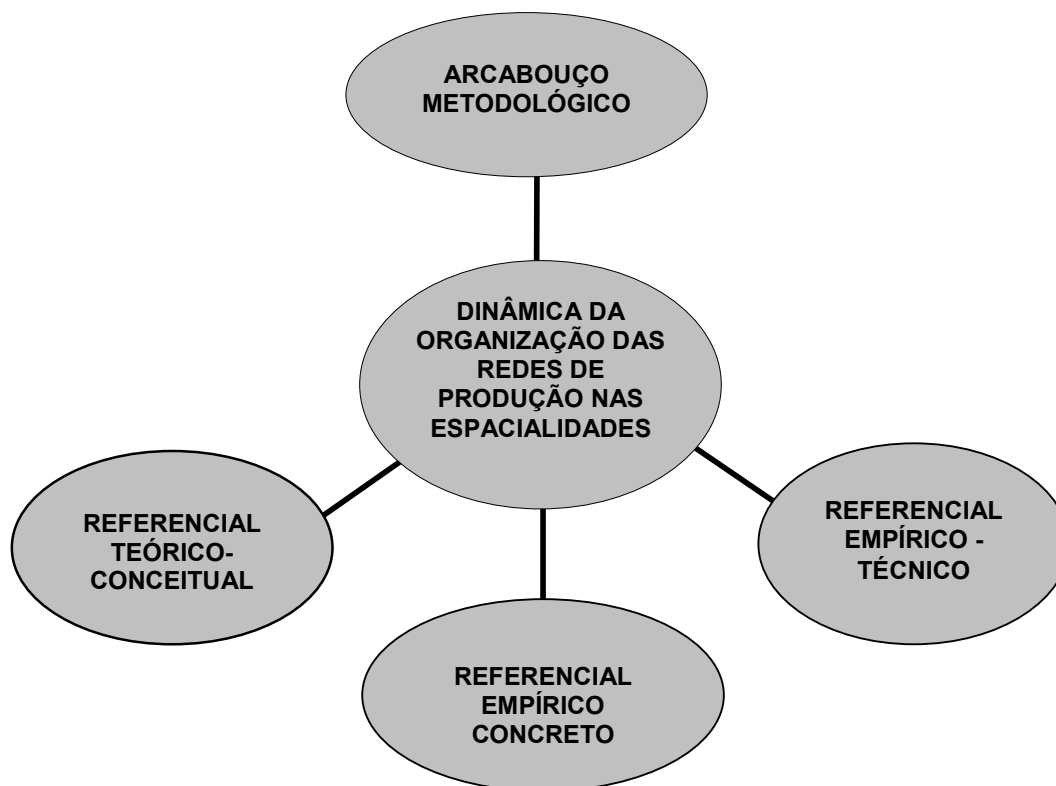 ARCABOUÇO
METODOLÓGICO
DINÂMICA DA
ORGANIZAÇÃO DAS
REDES DE
PRODUÇÃO NAS
ESPACIALIDADES
REFERENCIAL
TEÓRICO-
CONCEITUAL
REFERENCIAL
EMPÍRICO -
TÉCNICO
REFERENCIAL
EMPÍRICO
CONCRETO